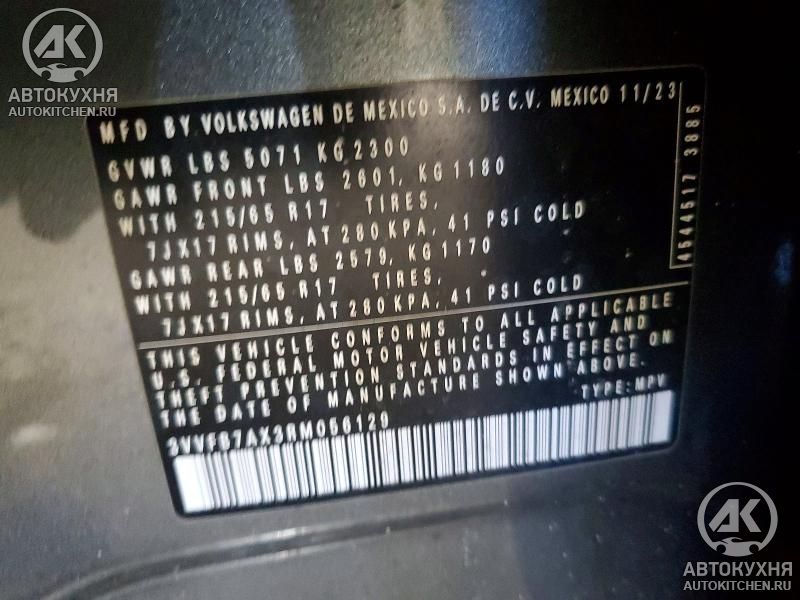 АК
АВТОКУХНЯ
AUTOKITCHEN.RU
MFD BY VOLKSWAGEN DE MEXICO S.A. DE C.V. MEXICO 11/23
GVWR LBS 5071 KG 2300
GAWR FRONT LBS 2601, KG 1180
WITH 215/65 R17 TIRES,
7JX17 RIMS, AT 280 KPA, 41 PSI COLD
GAWR REAR LBS 2579, KG 1170
WITH 215/65 R17 TIRES,
7JX17 RIMS, AT 280 KPA, 41 PSI COLD
THIS VEHICLE CONFORMS TO ALL APPLICABLE
U.S. FEDERAL MOTOR VEHICLE SAFETY AND
THEFT PREVENTION STANDARDS IN EFFECT ON
THE DATE OF MANUFACTURE SHOWN ABOVE.
TYPE: MPV
3VVFB7AX3RM056129
4544517 3885
АК
АВТОКУХНЯ
AUTOKITCHEN.RU